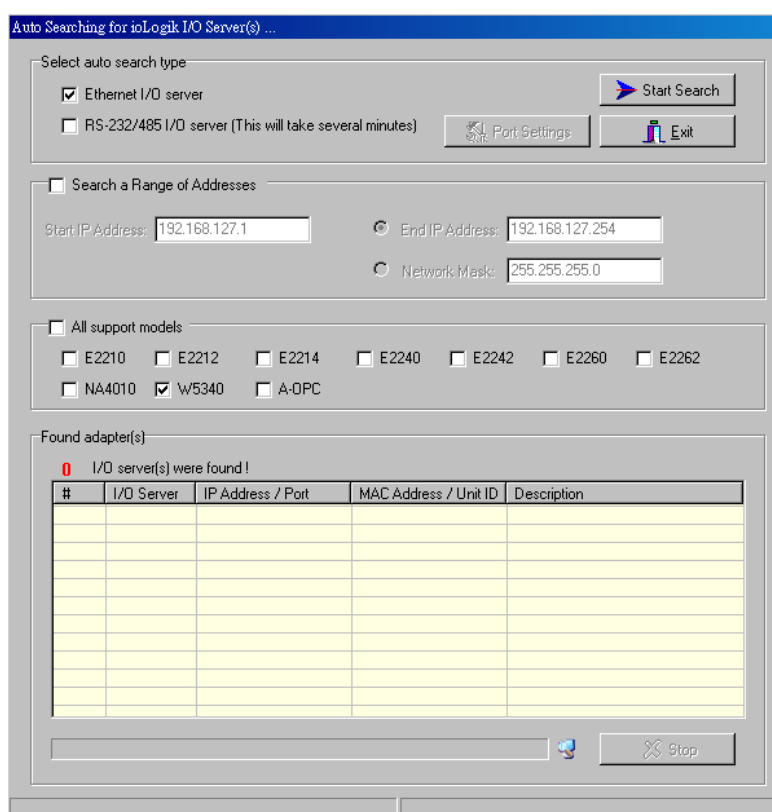 Auto Searching for ioLogik I/O Server(s) ...
Select auto search type
Ethernet I/O server
Start Search
RS-232/485 I/O server (This will take several minutes)
Port Settings
Exit
Search a Range of Addresses
Start IP Address: 192.168.127.1
End IP Address: 192.168.127.254
Network Mask: 255.255.255.0
All support models
E2210 E2212 E2214 E2240 E2242 E2260 E2262
NA4010 W5340 A-OPC
Found adapter(s)
0 I/O server(s) were found !
# I/O Server IP Address / Port MAC Address / Unit ID Description
Stop